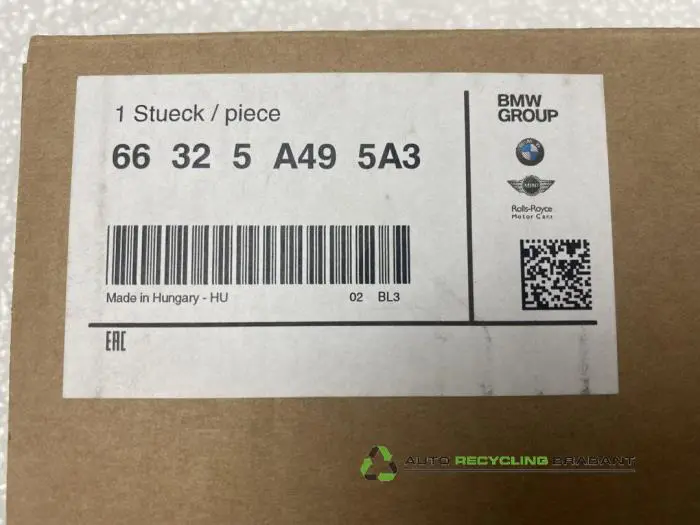 1 Stueck / piece
66 32 5 A49 5A3
Made in Hungary - HU
02 BL3
EAC
BMW
GROUP
MINI
Rolls-Royce
Motor Cars
AUTO RECYCLING BRABANT